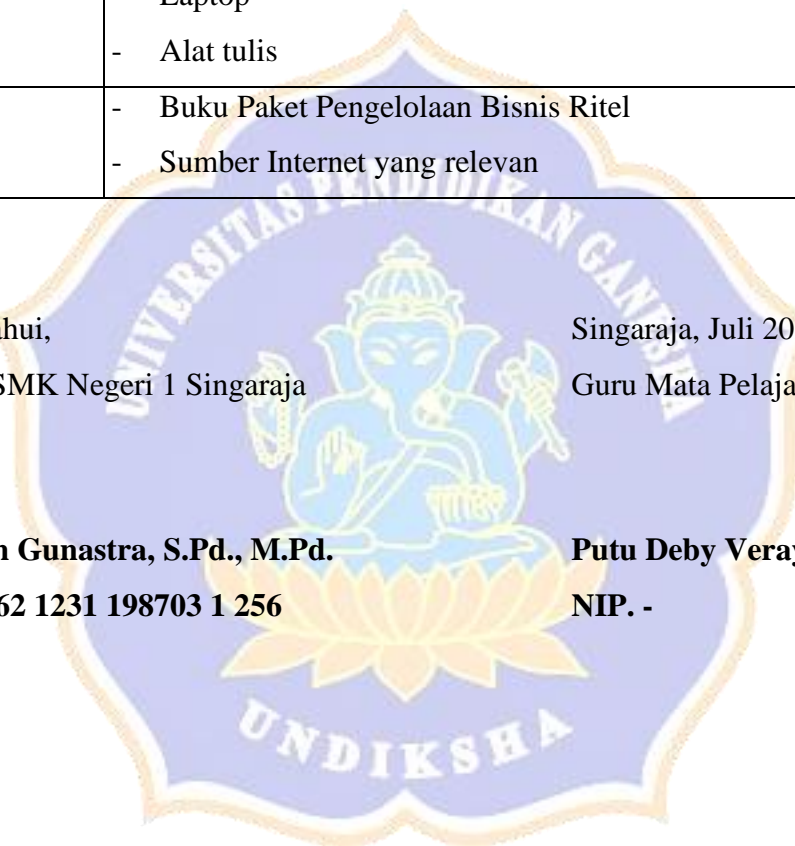 Laptop
- Alat tulis
- Buku Paket Pengelolaan Bisnis Ritel
- Sumber Internet yang relevan
UNIVERSITAS PENDIDIKAN GANESHA
ahui,
Singaraja, Juli 20
SMK Negeri 1 Singaraja
Guru Mata Pelaja
n Gunastra, S.Pd., M.Pd.
Putu Deby Veray
62 1231 198703 1 256
NIP. -
UNDIKSHA